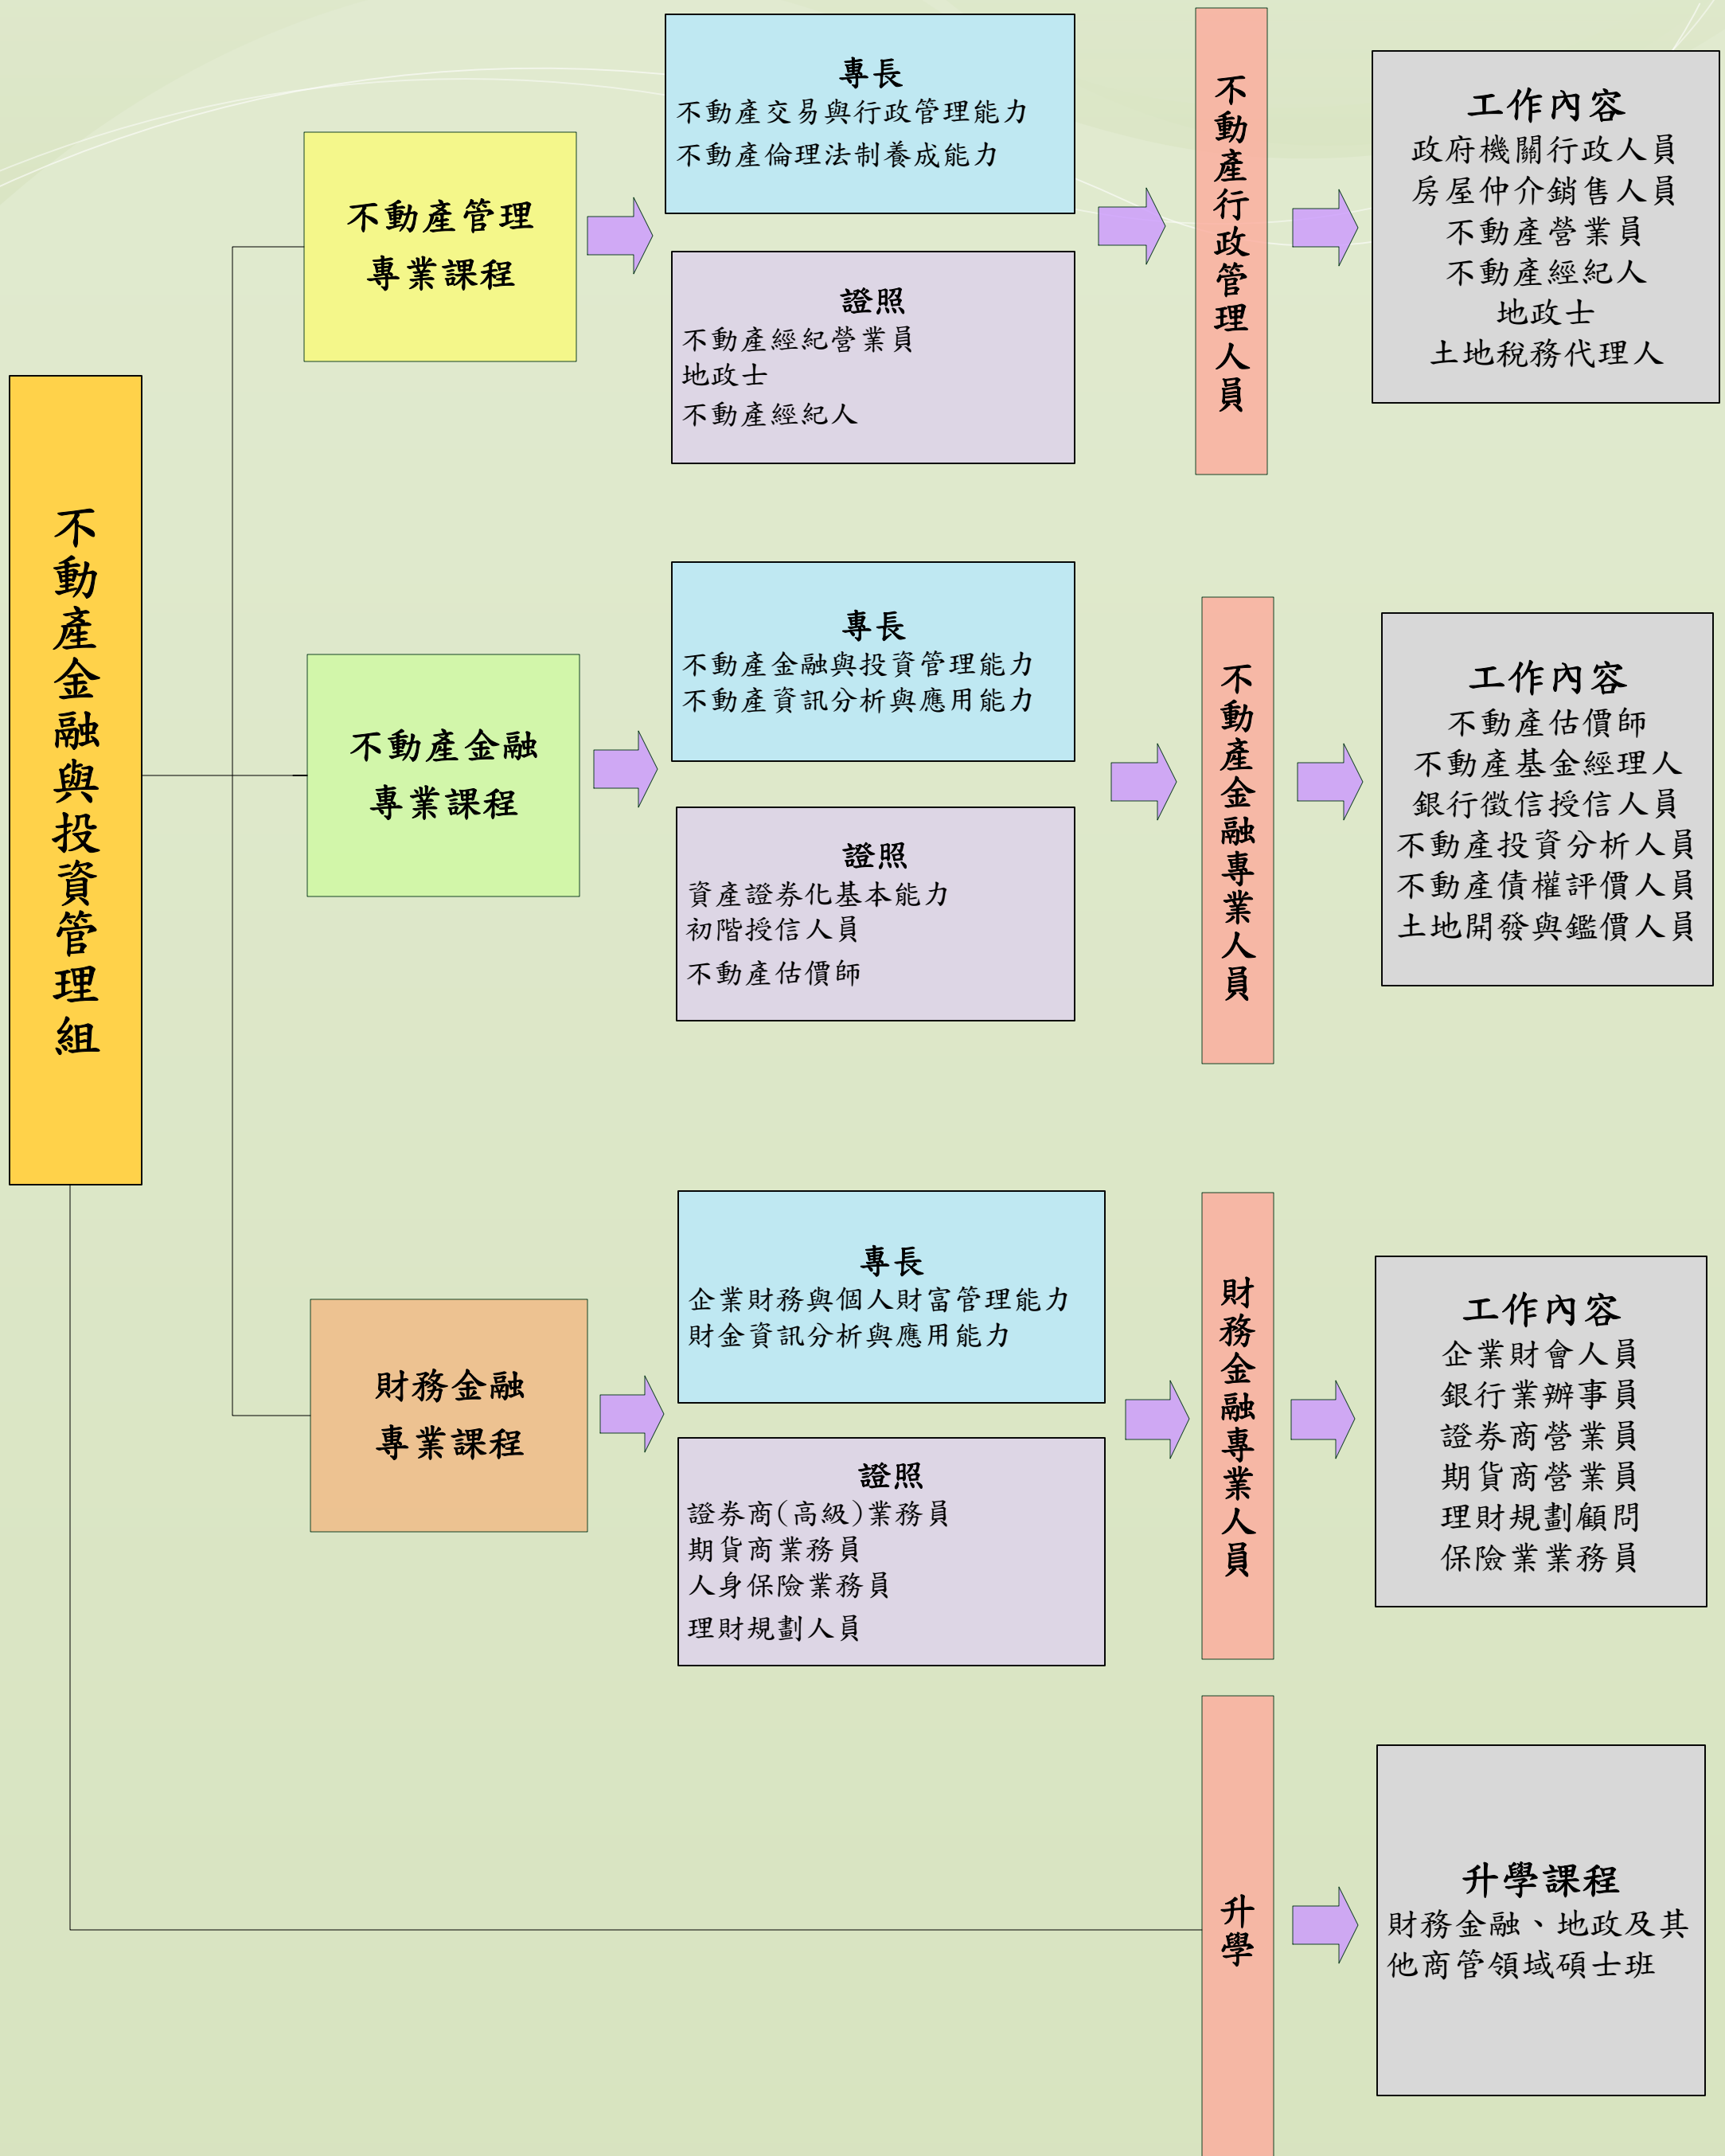 不動產金融與投資管理組
不動產管理
專業課程
專長
不動產交易與行政管理能力
不動產倫理法制養成能力
證照
不動產經紀營業員
地政士
不動產經紀人
不動產行政管理人員
工作內容
政府機關行政人員
房屋仲介銷售人員
不動產營業員
不動產經紀人
地政士
土地稅務代理人
不動產金融
專業課程
專長
不動產金融與投資管理能力
不動產資訊分析與應用能力
證照
資產證券化基本能力
初階授信人員
不動產估價師
不動產金融專業人員
工作內容
不動產估價師
不動產基金經理人
銀行徵信授信人員
不動產投資分析人員
不動產債權評價人員
土地開發與鑑價人員
財務金融
專業課程
專長
企業財務與個人財富管理能力
財金資訊分析與應用能力
證照
證券商(高級)業務員
期貨商業務員
人身保險業務員
理財規劃人員
財務金融專業人員
工作內容
企業財會人員
銀行業辦事員
證券商營業員
期貨商營業員
理財規劃顧問
保險業業務員
升學
升學課程
財務金融、地政及其
他商管領域碩士班